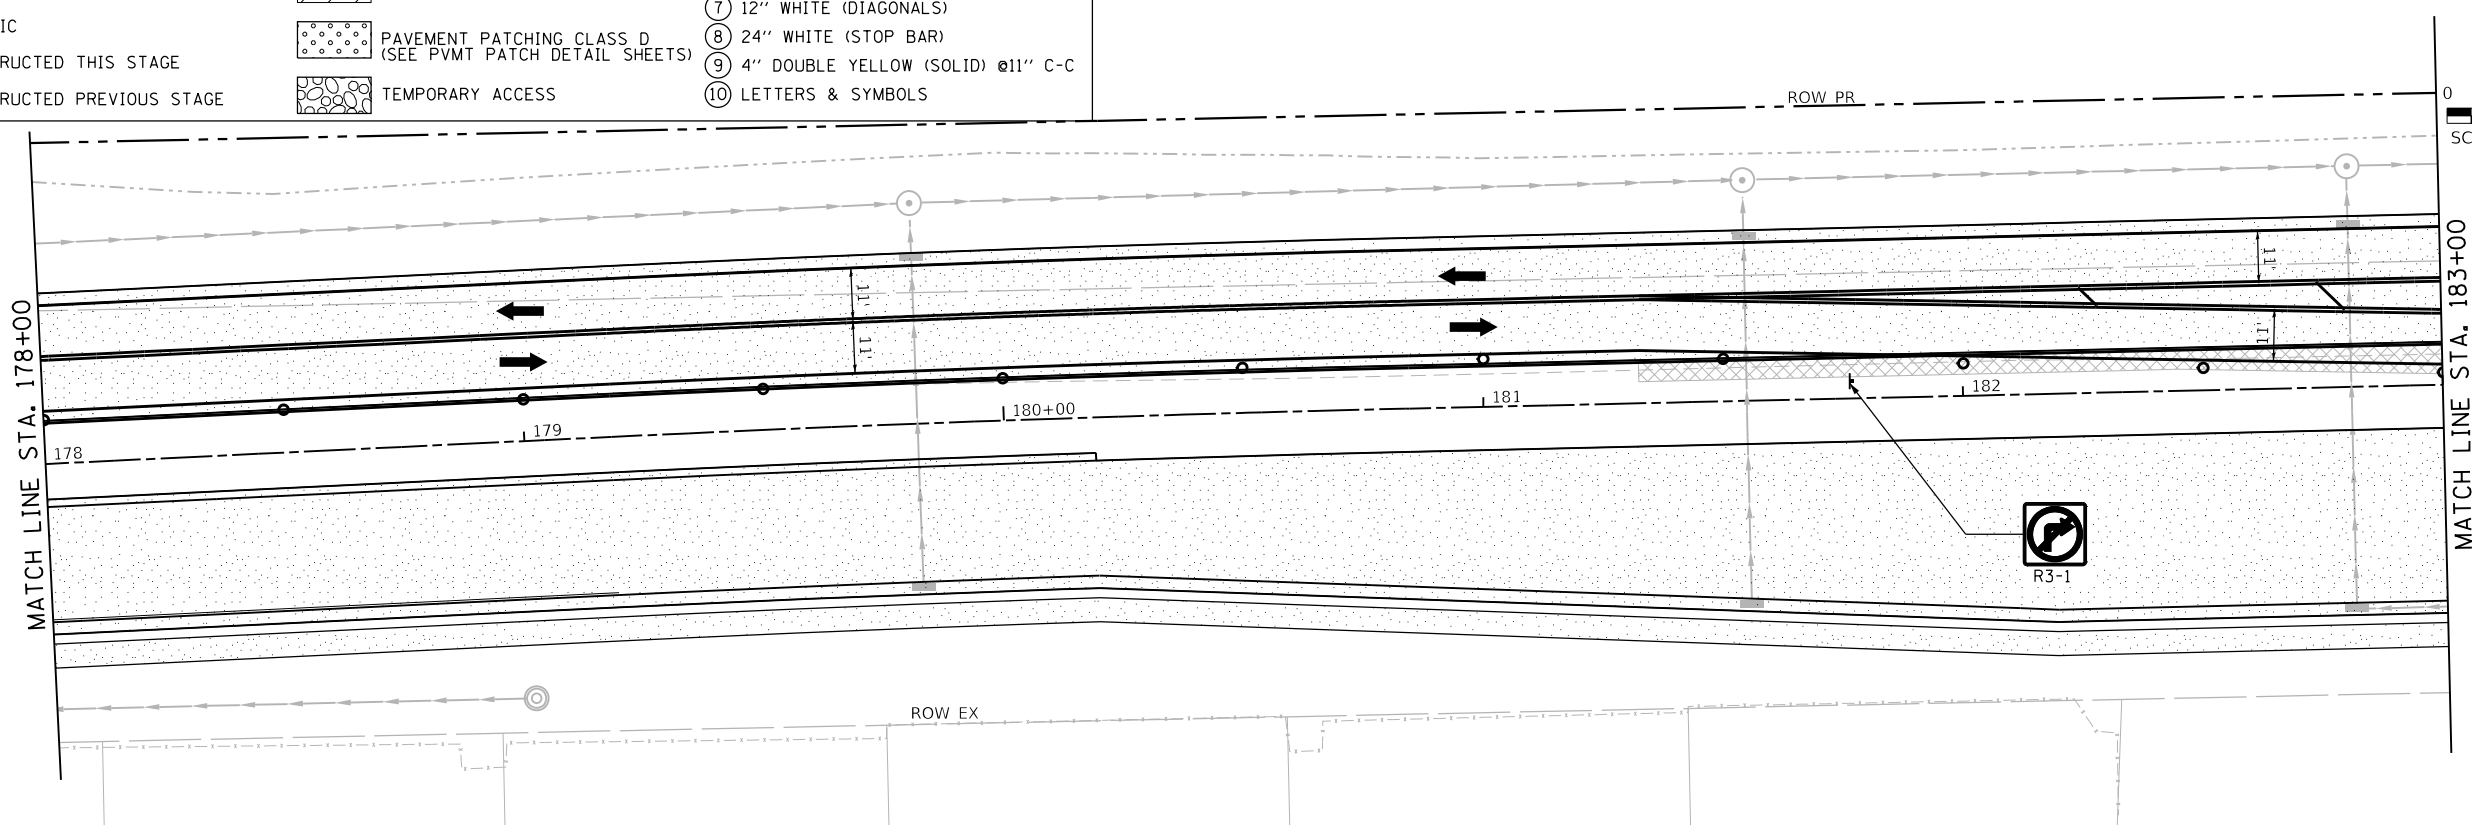 IC
RUCTED THIS STAGE
RUCTED PREVIOUS STAGE
PAVEMENT PATCHING CLASS D
(SEE PVMT PATCH DETAIL SHEETS)
TEMPORARY ACCESS
7 12'' WHITE (DIAGONALS)
8 24'' WHITE (STOP BAR)
9 4'' DOUBLE YELLOW (SOLID) @11'' C-C
10 LETTERS & SYMBOLS
ROW PR
0
SC
MATCH LINE STA. 178+00
11'
11'
11'
11'
178
179
180+00
181
182
R3-1
MATCH LINE STA. 183+00
ROW EX